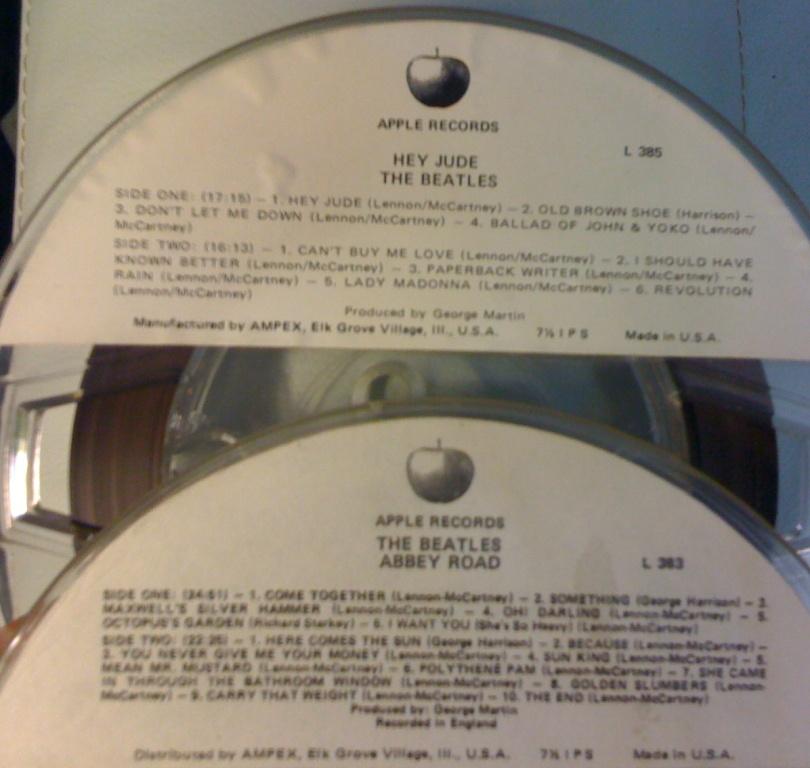 APPLE RECORDS
L 385
HEY JUDE
THE BEATLES
SIDE ONE: (17:15) — 1. HEY JUDE (Lennon/McCartney) — 2. OLD BROWN SHOE (Harrison) —
3. DON'T LET ME DOWN (Lennon/McCartney) — 4. BALLAD OF JOHN & YOKO (Lennon/
McCartney)
SIDE TWO: (16:13) — 1. CAN'T BUY ME LOVE (Lennon/McCartney) — 2. I SHOULD HAVE
KNOWN BETTER (Lennon/McCartney) — 3. PAPERBACK WRITER (Lennon/McCartney) — 4.
RAIN (Lennon/McCartney) — 5. LADY MADONNA (Lennon/McCartney) — 6. REVOLUTION
(Lennon/McCartney)
Produced by George Martin
Manufactured by AMPEX, Elk Grove Village, Ill., U.S.A. 7½ I P S Made in U.S.A.
APPLE RECORDS
THE BEATLES
ABBEY ROAD
L 383
SIDE ONE: (24:51) — 1. COME TOGETHER (Lennon-McCartney) — 2. SOMETHING (George Harrison) — 3.
MAXWELL'S SILVER HAMMER (Lennon-McCartney) — 4. OH! DARLING (Lennon-McCartney) — 5.
OCTOPUS'S GARDEN (Richard Starkey) — 6. I WANT YOU (She's So Heavy) (Lennon-McCartney)
SIDE TWO: (22:26) — 1. HERE COMES THE SUN (George Harrison) — 2. BECAUSE (Lennon-McCartney) —
3. YOU NEVER GIVE ME YOUR MONEY (Lennon-McCartney) — 4. SUN KING (Lennon-McCartney) — 5.
MEAN MR. MUSTARD (Lennon-McCartney) — 6. POLYTHENE PAM (Lennon-McCartney) — 7. SHE CAME
IN THROUGH THE BATHROOM WINDOW (Lennon-McCartney) — 8. GOLDEN SLUMBERS (Lennon-
McCartney) — 9. CARRY THAT WEIGHT (Lennon-McCartney) — 10. THE END (Lennon-McCartney)
Produced by: George Martin
Recorded in England
Distributed by AMPEX, Elk Grove Village, Ill., U.S.A. 7½ I P S Made in U.S.A.